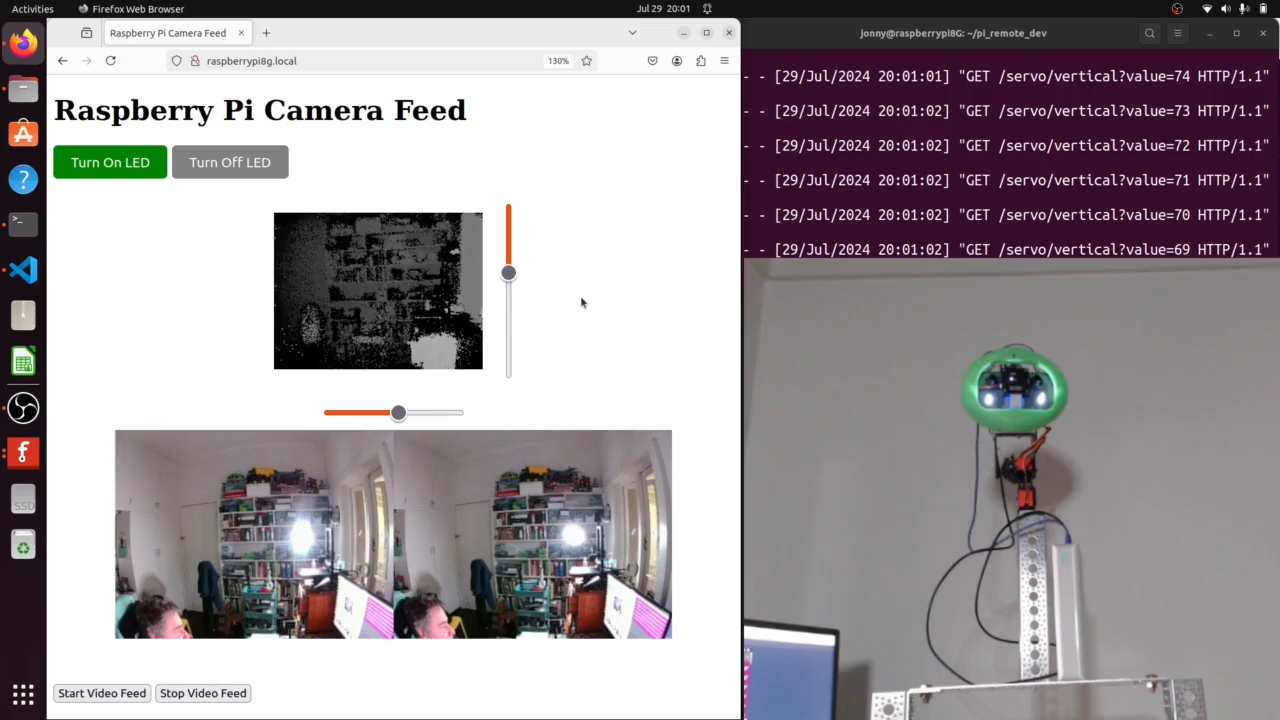 Activities
Firefox Web Browser
Jul 29 20:01
Raspberry Pi Camera Feed
raspberrypi8g.local
130%
Raspberry Pi Camera Feed
Turn On LED
Turn Off LED
Start Video Feed
Stop Video Feed
SSD
jonny@raspberrypi8G: ~/pi_remote_dev
- - [29/Jul/2024 20:01:01] "GET /servo/vertical?value=74 HTTP/1.1"
- - [29/Jul/2024 20:01:02] "GET /servo/vertical?value=73 HTTP/1.1"
- - [29/Jul/2024 20:01:02] "GET /servo/vertical?value=72 HTTP/1.1"
- - [29/Jul/2024 20:01:02] "GET /servo/vertical?value=71 HTTP/1.1"
- - [29/Jul/2024 20:01:02] "GET /servo/vertical?value=70 HTTP/1.1"
- - [29/Jul/2024 20:01:02] "GET /servo/vertical?value=69 HTTP/1.1"